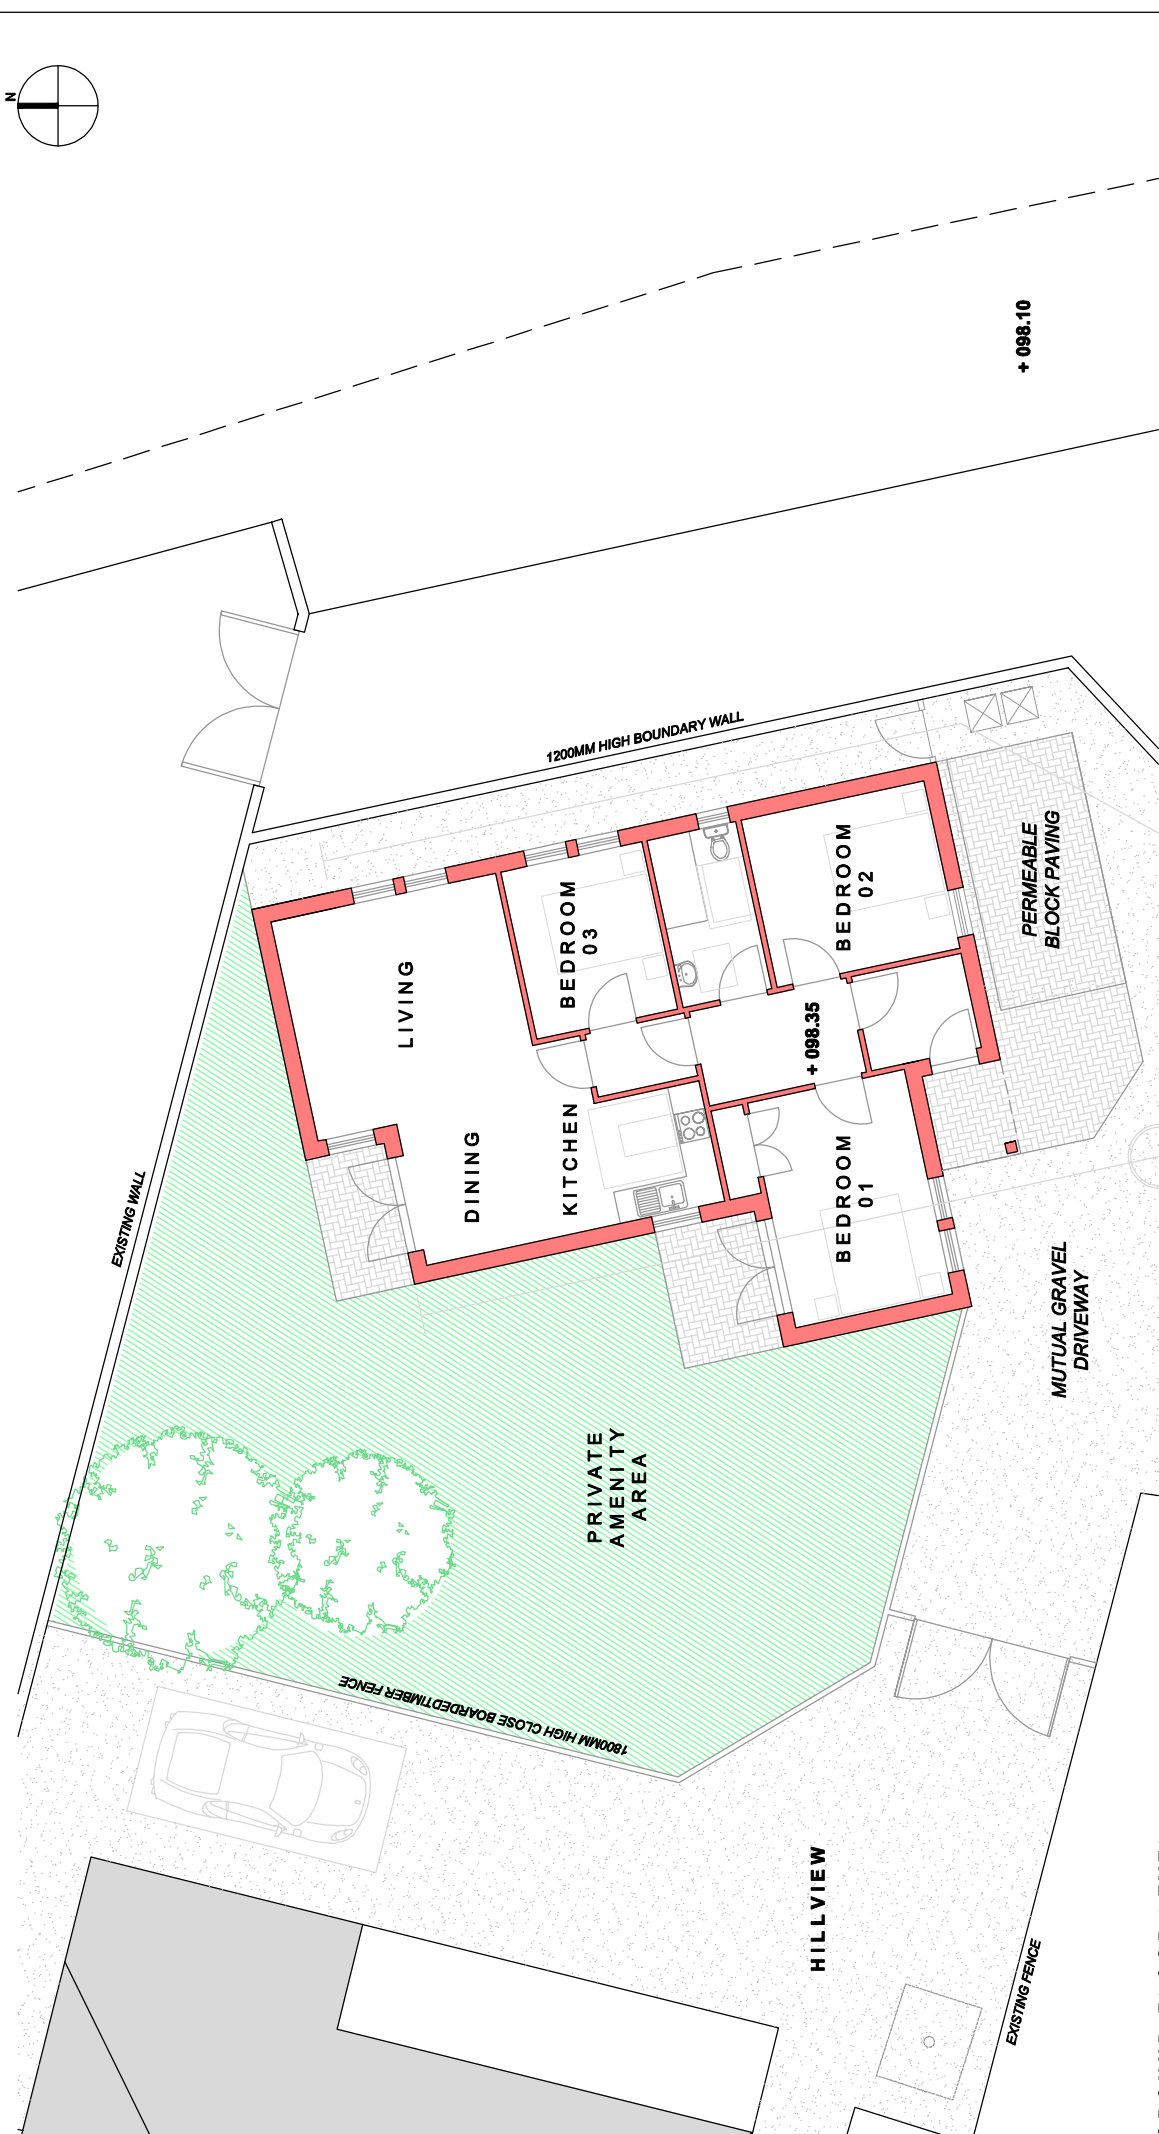 N
+ 098.10
1200MM HIGH BOUNDARY WALL
BEDROOM
02
PERMEABLE
BLOCK PAVING
BEDROOM
03
LIVING
+ 098.35
KITCHEN
DINING
BEDROOM
01
EXISTING WALL
MUTUAL GRAVEL
DRIVEWAY
PRIVATE
AMENITY
AREA
1800MM HIGH CLOSE BOARDEDTIMBER FENCE
HILLVIEW
EXISTING FENCE